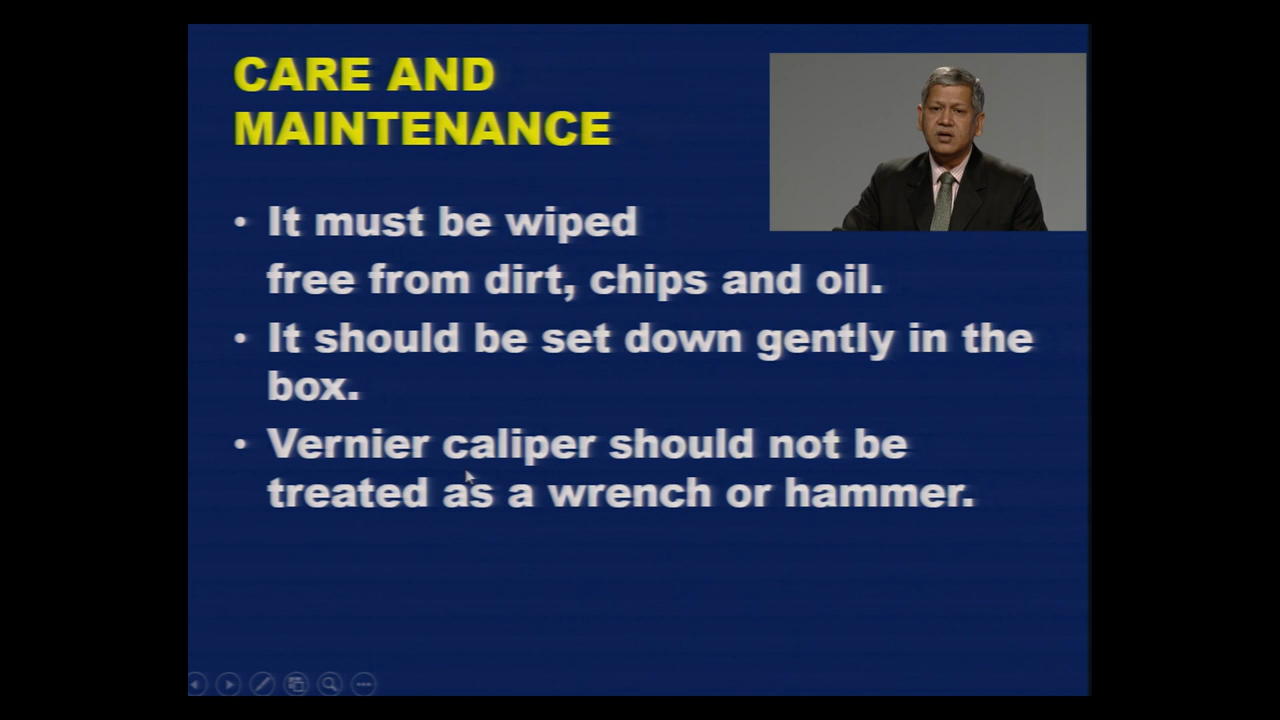 CARE AND
MAINTENANCE
• It must be wiped
free from dirt, chips and oil.
• It should be set down gently in the
box.
• Vernier caliper should not be
treated as a wrench or hammer.